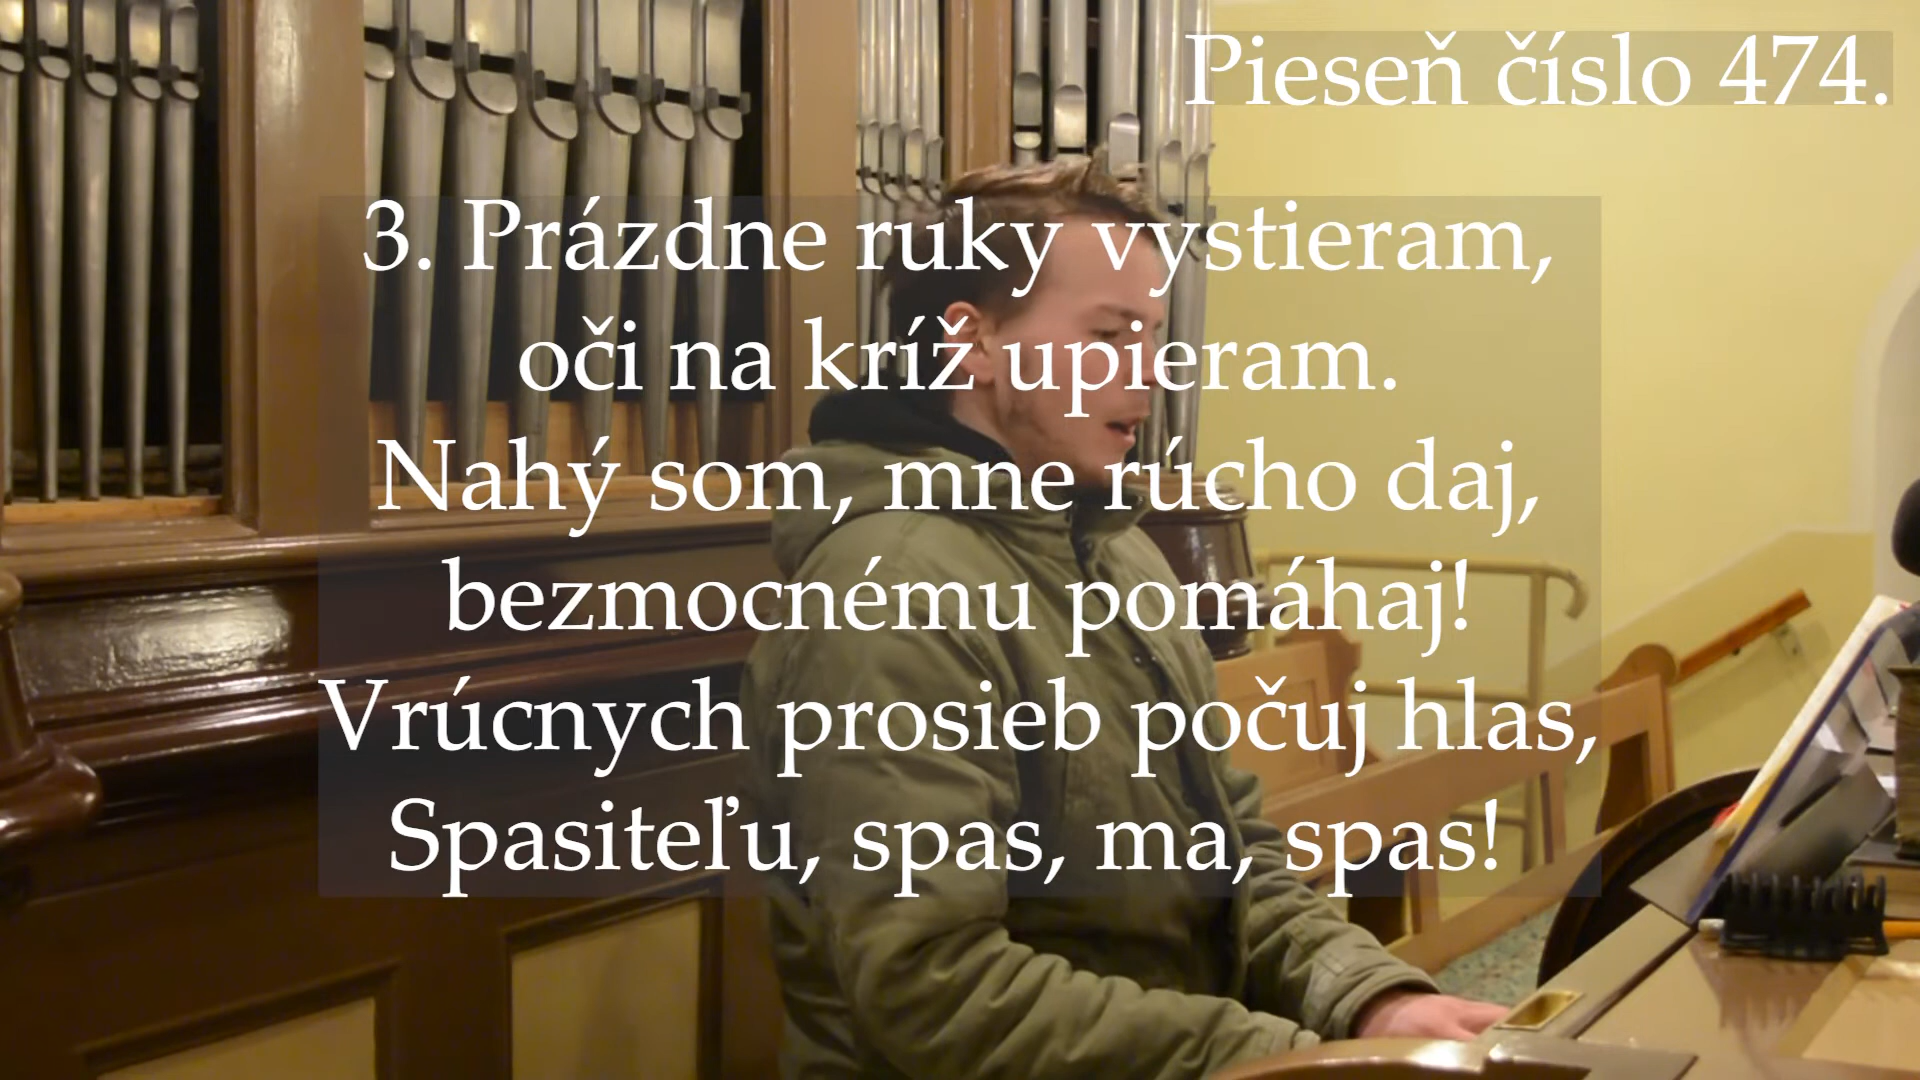 Pieseň číslo 474.
3. Prázdne ruky vystieram,
oči na kríž upieram.
Nahý som, mne rúcho daj,
bezmocnému pomáhaj!
Vrúcnych prosieb počuj hlas,
Spasiteľu, spas, ma, spas!